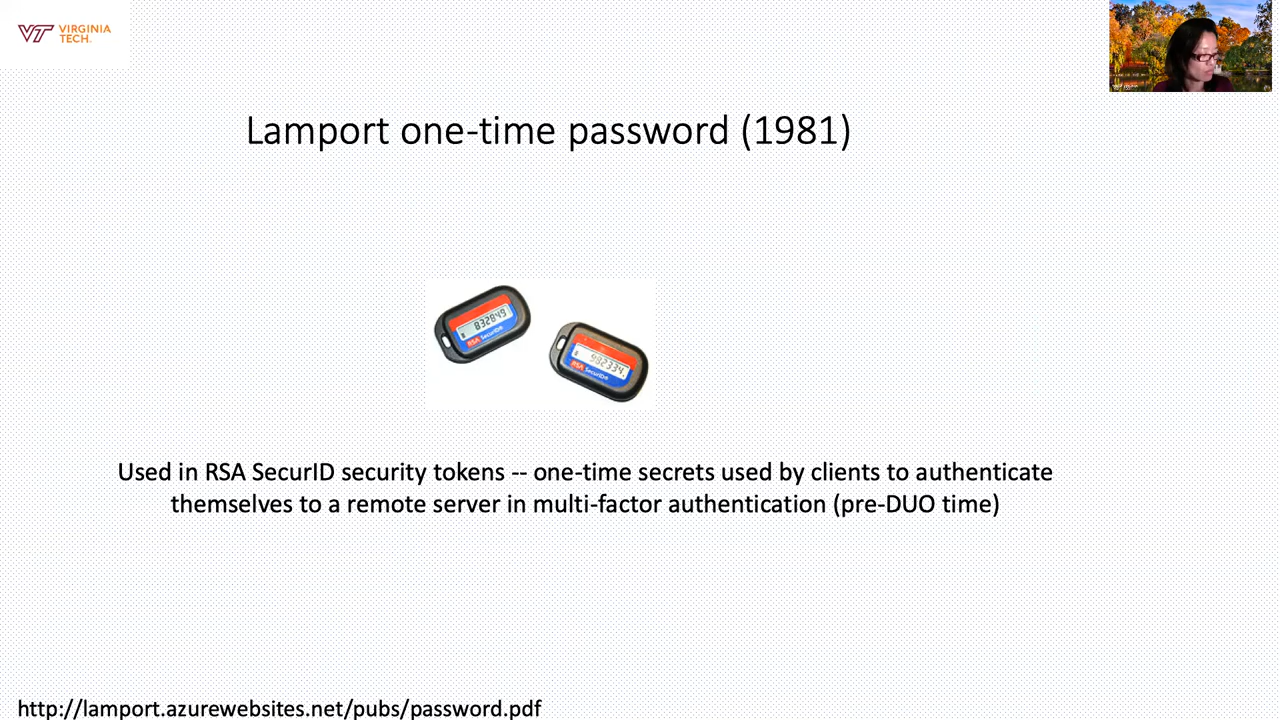 VT VIRGINIA
TECH
Lamport one-time password (1981)
832849
RSA SecurID
982334
RSA SecurID
Used in RSA SecurID security tokens -- one-time secrets used by clients to authenticate
themselves to a remote server in multi-factor authentication (pre-DUO time)
http://lamport.azurewebsites.net/pubs/password.pdf